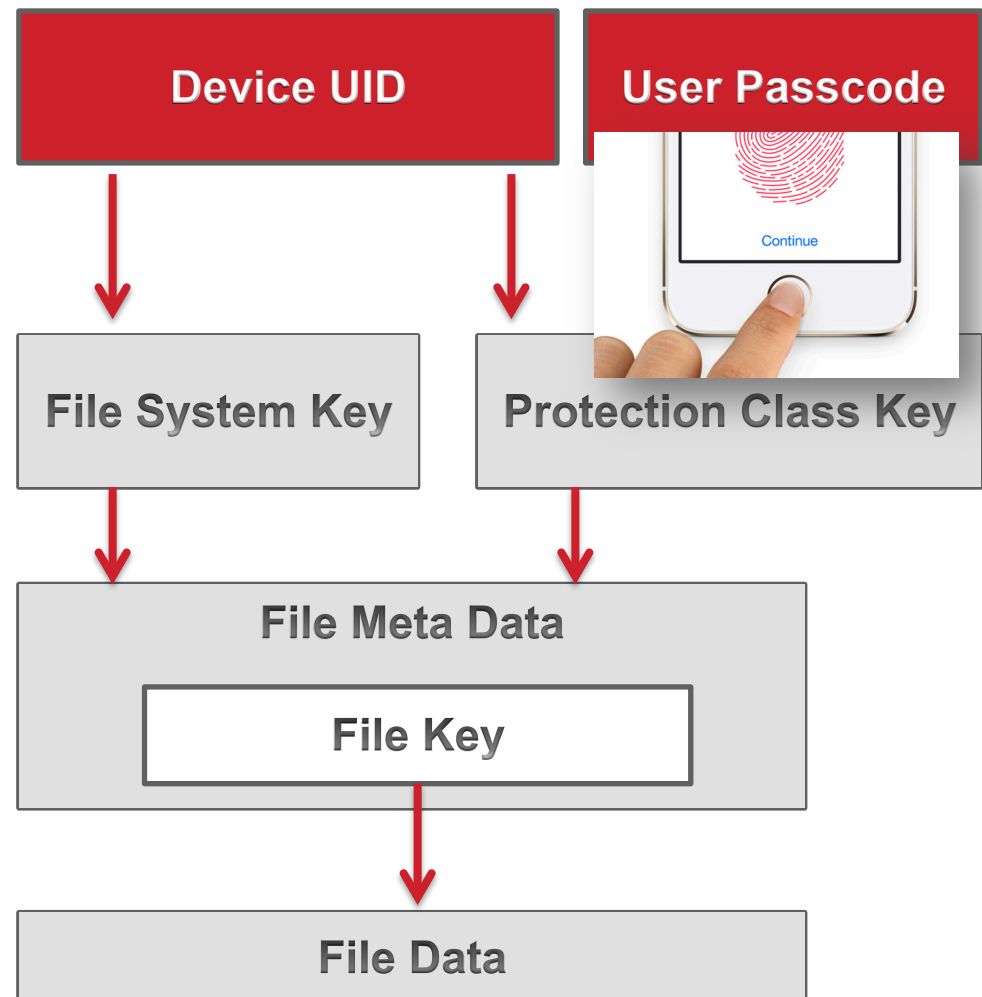 Device UID
User Passcode
Continue
File System Key
Protection Class Key
File Meta Data
File Key
File Data